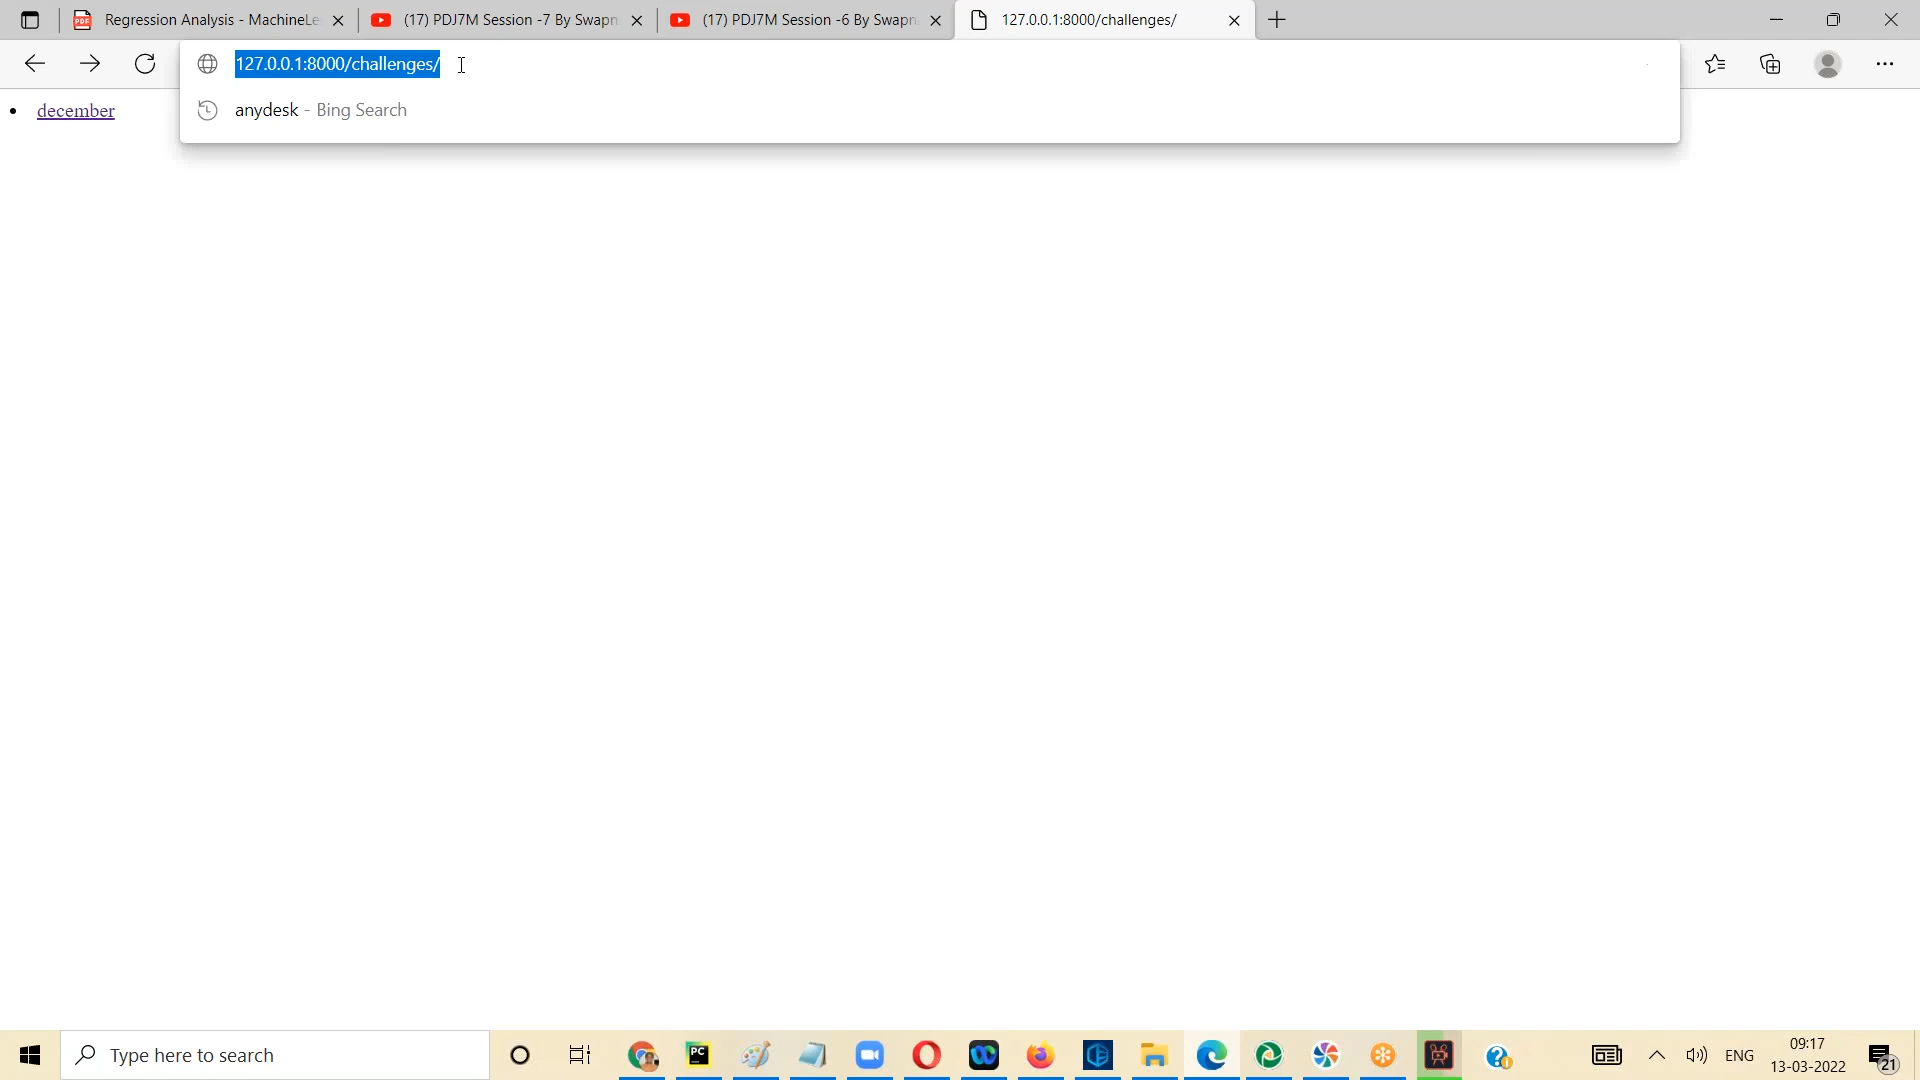 Regression Analysis - MachineLe
(17) PDJ7M Session -7 By Swapn
(17) PDJ7M Session -6 By Swapn
127.0.0.1:8000/challenges/
127.0.0.1:8000/challenges/
anydesk - Bing Search
• december
Type here to search
PC
ENG
09:17
13-03-2022
21